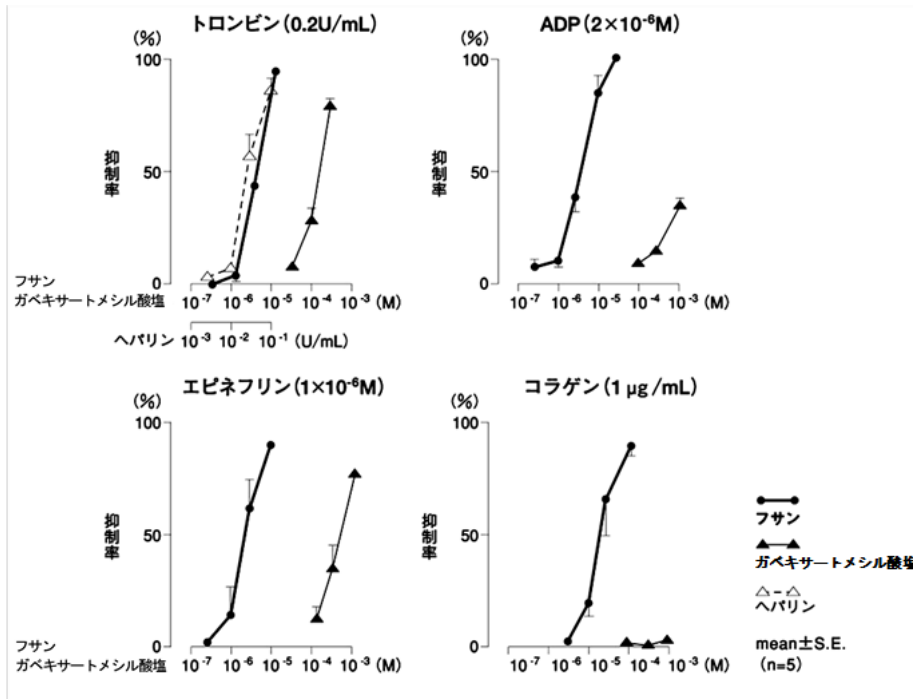 トロンビン(0.2U/mL)
(%)
100
50
0
抑制率
フサン
ガベキサートメシル酸塩
10⁻⁷ 10⁻⁶ 10⁻⁵ 10⁻⁴ 10⁻³ (M)
ヘパリン 10⁻³ 10⁻² 10⁻¹ (U/mL)
ADP(2×10⁻⁶M)
(%)
100
50
0
抑制率
10⁻⁷ 10⁻⁶ 10⁻⁵ 10⁻⁴ 10⁻³ (M)
エピネフリン(1×10⁻⁶M)
(%)
100
50
0
抑制率
フサン
ガベキサートメシル酸塩
10⁻⁷ 10⁻⁶ 10⁻⁵ 10⁻⁴ 10⁻³ (M)
コラゲン(1 μg/mL)
(%)
100
50
0
抑制率
10⁻⁷ 10⁻⁶ 10⁻⁵ 10⁻⁴ 10⁻³ (M)
フサン
ガベキサートメシル酸塩
ヘパリン
mean±S.E.
(n=5)